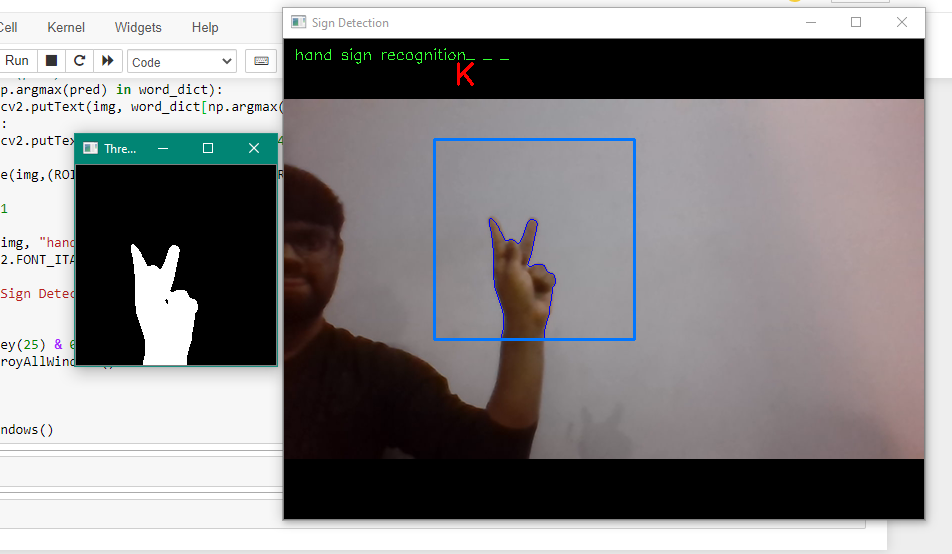 Cell Kernel Widgets Help
Run Code
p.argmax(pred) in word_dict):
cv2.putText(img, word_dict[np.argmax(
:
cv2.putTex
e(img,(ROI
1
img, "han
2.FONT_ITA
Sign Detec
ey(25) & 0
royAllWind
ndows()
Thre...
Sign Detection
hand sign recognition_ _ _
K